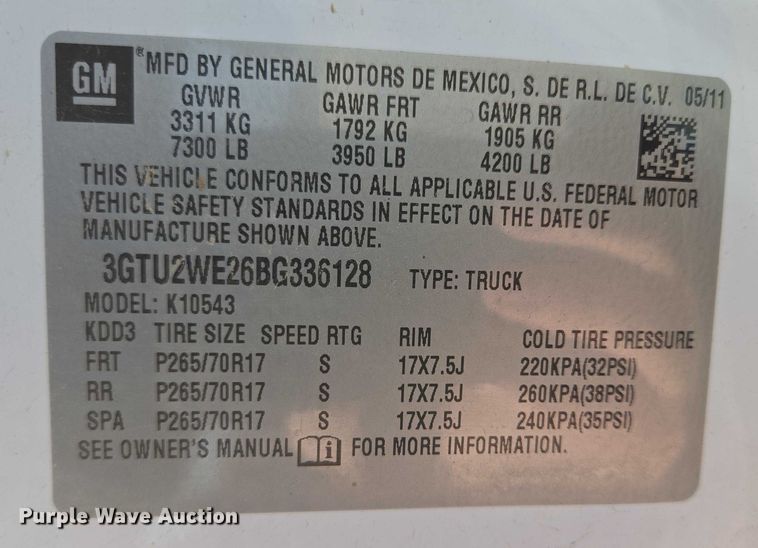 GM
®MFD BY GENERAL MOTORS DE MEXICO, S. DE R.L. DE C.V. 05/11
GVWR GAWR FRT GAWR RR
3311 KG 1792 KG 1905 KG
7300 LB 3950 LB 4200 LB
THIS VEHICLE CONFORMS TO ALL APPLICABLE U.S. FEDERAL MOTOR
VEHICLE SAFETY STANDARDS IN EFFECT ON THE DATE OF
MANUFACTURE SHOWN ABOVE.
3GTU2WE26BG336128 TYPE: TRUCK
MODEL: K10543
KDD3 TIRE SIZE SPEED RTG RIM COLD TIRE PRESSURE
FRT P265/70R17 S 17X7.5J 220KPA(32PSI)
RR P265/70R17 S 17X7.5J 260KPA(38PSI)
SPA P265/70R17 S 17X7.5J 240KPA(35PSI)
SEE OWNER'S MANUAL i FOR MORE INFORMATION.
Purple Wave Auction